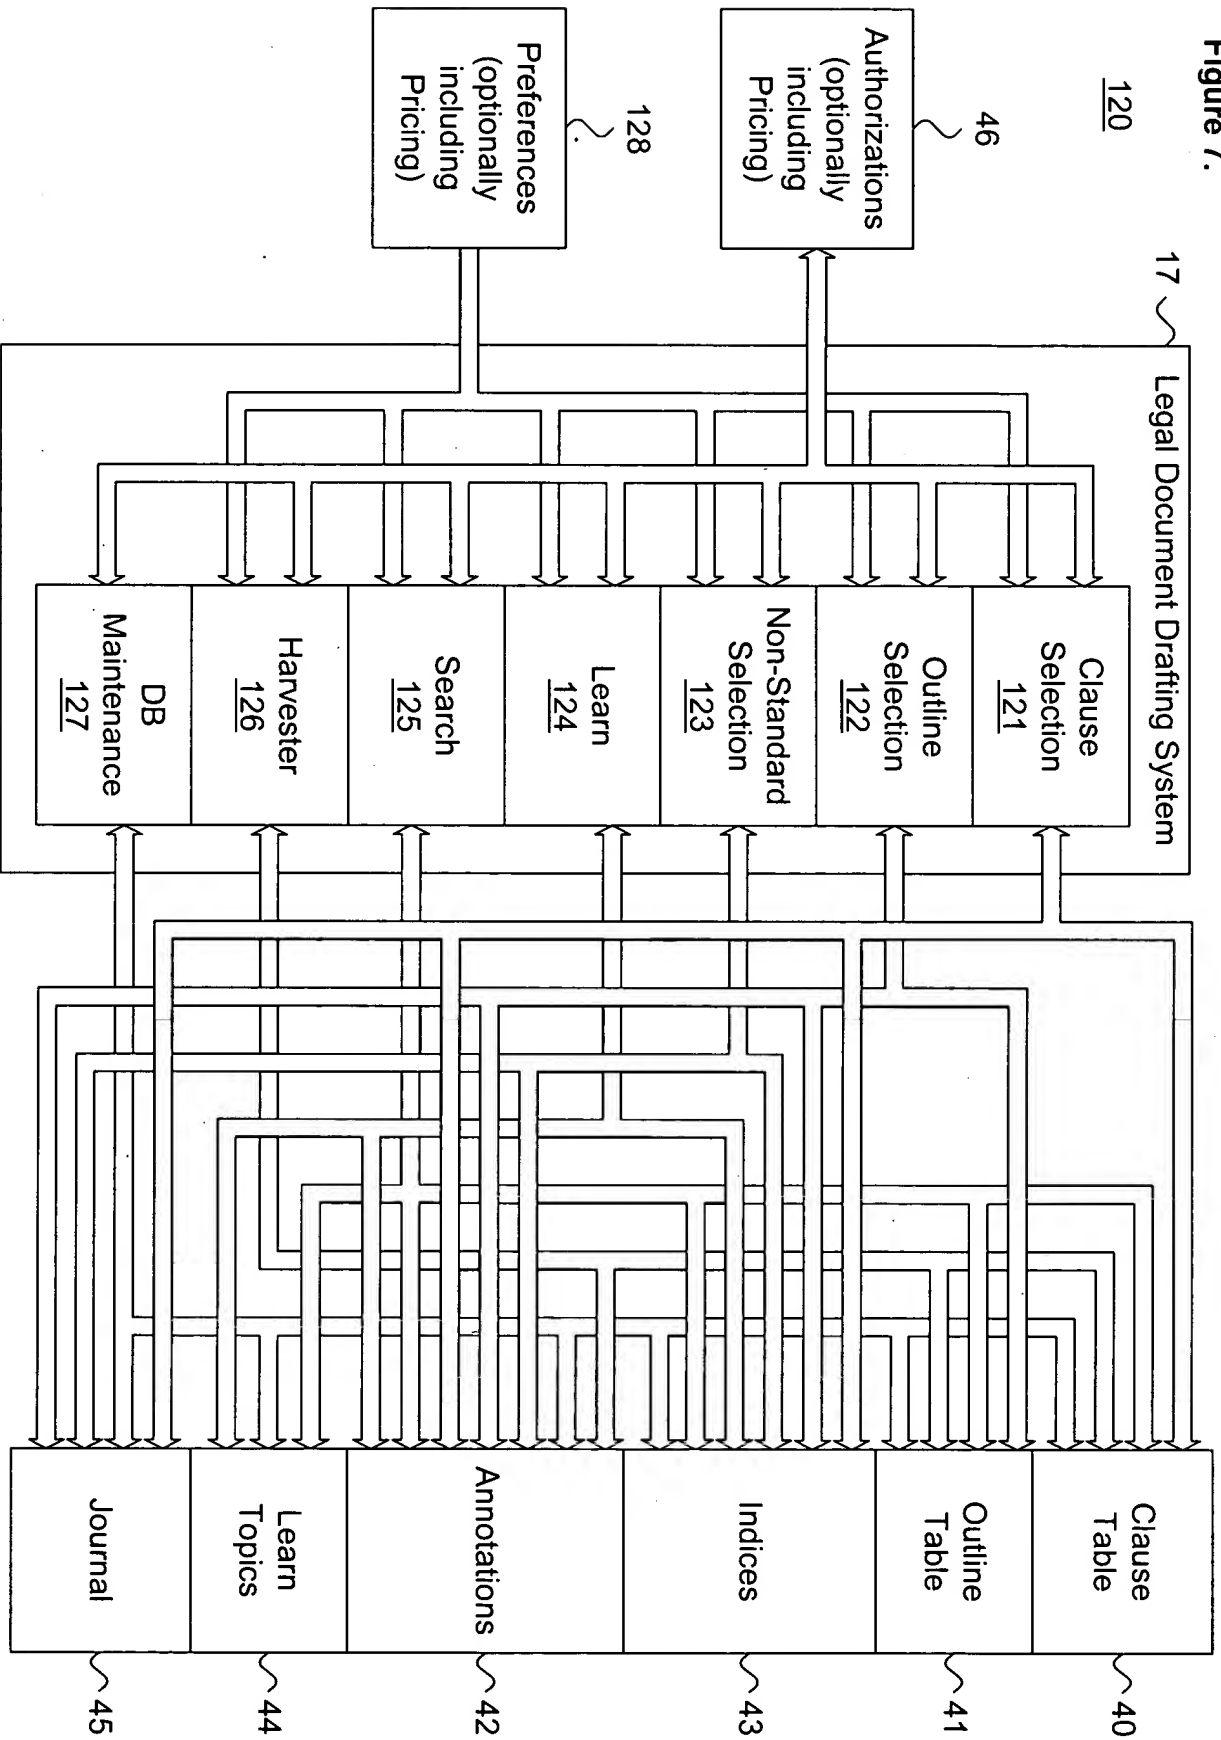 Figure 7.
120
46
Authorizations
(optionally
including
Pricing)
128
Preferences
(optionally
including
Pricing)
17
Legal Document Drafting System
Clause
Selection
121
Outline
Selection
122
Non-Standard
Selection
123
Learn
124
Search
125
Harvester
126
DB
Maintenance
127
Clause
Table
Outline
Table
Indices
Annotations
Learn
Topics
Journal
40
41
43
42
44
45